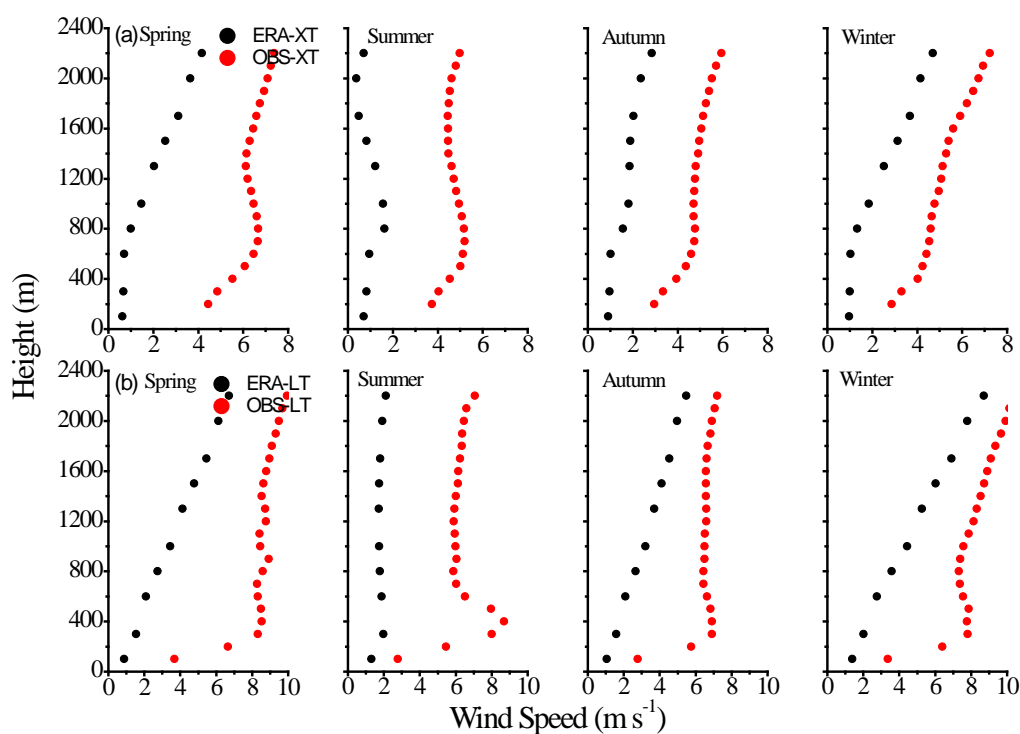 (a) Spring ERA-XT
OBS-XT
Summer
Autumn
Winter
2400
2000
1600
1200
800
400
0
0 2 4 6 8
0 2 4 6 8
0 2 4 6 8
0 2 4 6 8
Height (m)
(b) Spring ERA-LT
OBS-LT
Summer
Autumn
Winter
2400
2000
1600
1200
800
400
0
0 2 4 6 8 10
0 2 4 6 8 10
0 2 4 6 8 10
0 2 4 6 8 10
Wind Speed (m s⁻¹)